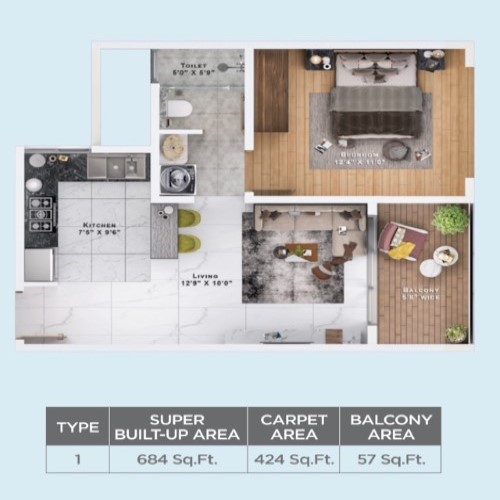 TOILET
5'0" X 5'5"
BEDROOM
12'4" X 11'0"
KITCHEN
7'5" X 9'6"
LIVING
12'9" X 10'0"
BALCONY
5'6" WIDE
TYPE
SUPER BUILT-UP AREA
CARPET AREA
BALCONY AREA
1
684 Sq.Ft.
424 Sq.Ft.
57 Sq.Ft.